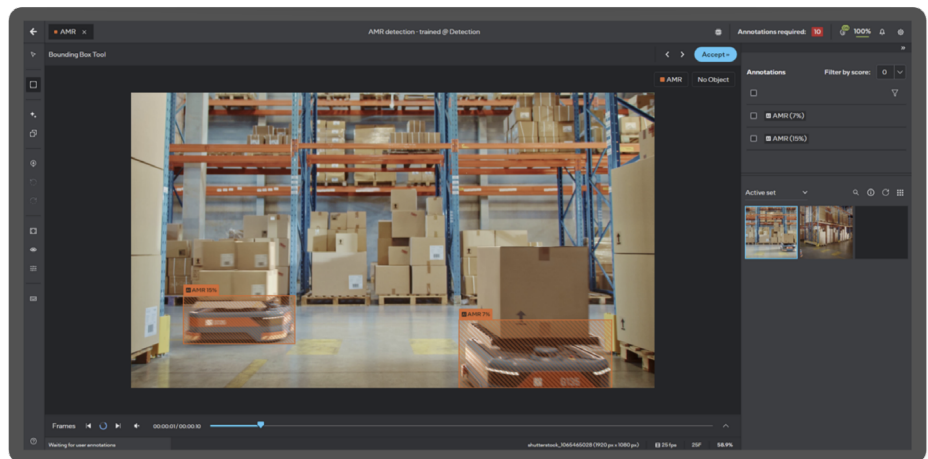 AMR ×
AMR detection - trained @ Detection
Annotations required: 10
100%
Bounding Box Tool
Accept
AMR
No Object
Annotations
Filter by score: 0
AMR (7%)
AMR (15%)
Active set
AMR 15%
AMR 7%
Frames
00:00:01/00:00:10
Waiting for user annotations
shutterstock_1065465028 (1920 px x 1080 px)
25 fps
25F
58.9%